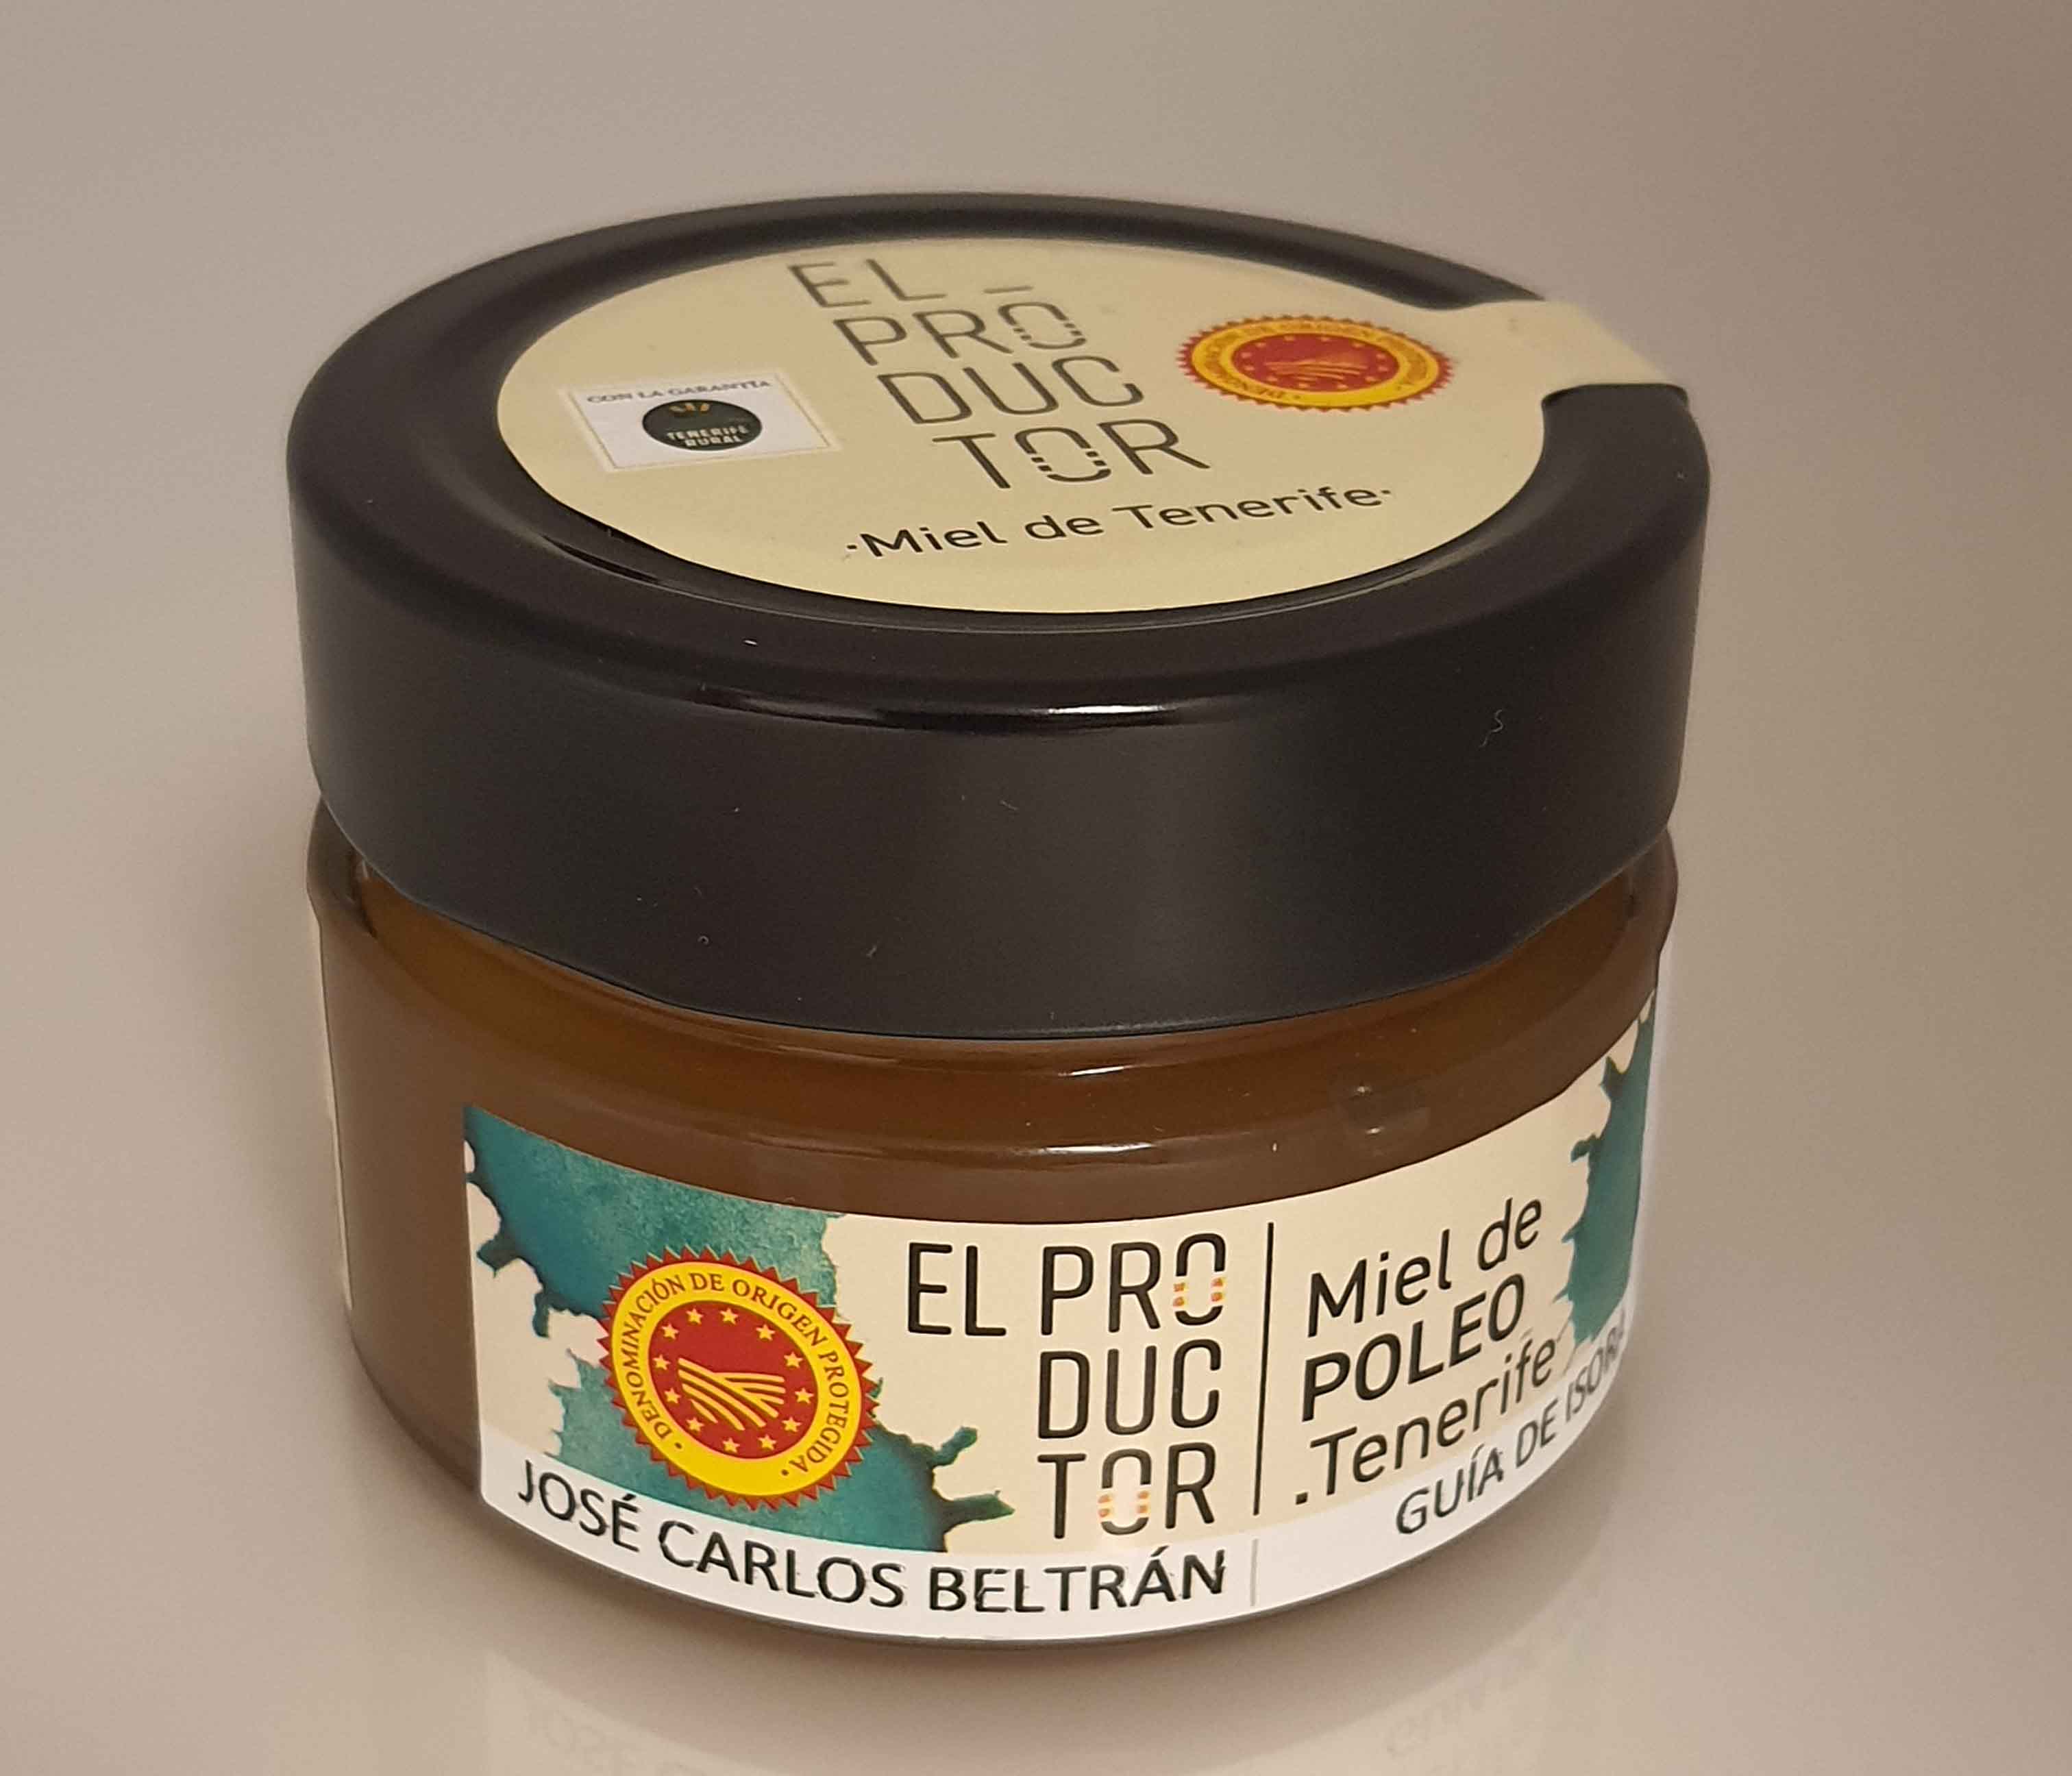 EL
PRO
DUC
TOR
·Miel de Tenerife·
CON LA GARANTÍA
TENERIFE
RURAL
EL PRO
DUC
TOR
Miel de
POLEO
.Tenerife
DENOMINACIÓN DE ORIGEN PROTEGIDA
JOSÉ CARLOS BELTRÁN
GUÍA DE ISORA